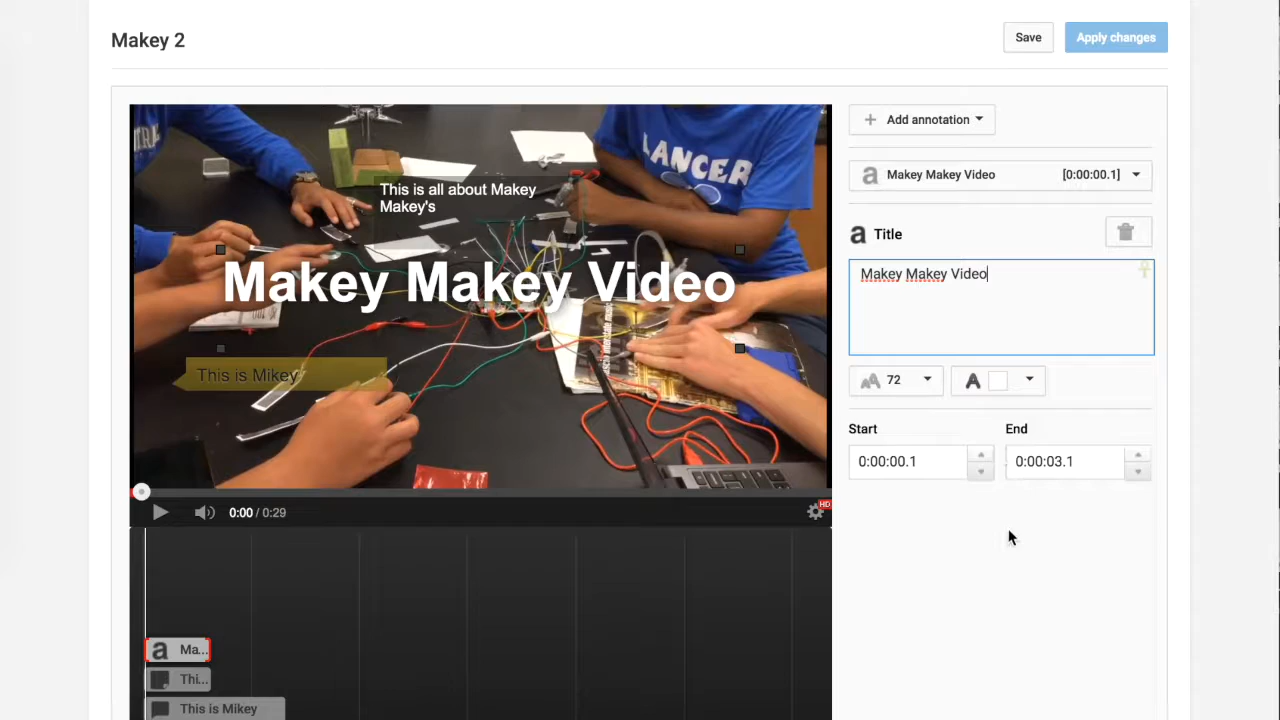 Makey 2
Save
Apply changes
LANCER
This is all about Makey
Makey's
Makey Makey Video
This is Mikey
0:00 / 0:29
HD
+ Add annotation
a Makey Makey Video [0:00:00.1]
a Title
Makey Makey Video
72
A
Start
End
0:00:00.1
0:00:03.1
a Ma...
Thi...
This is Mikey